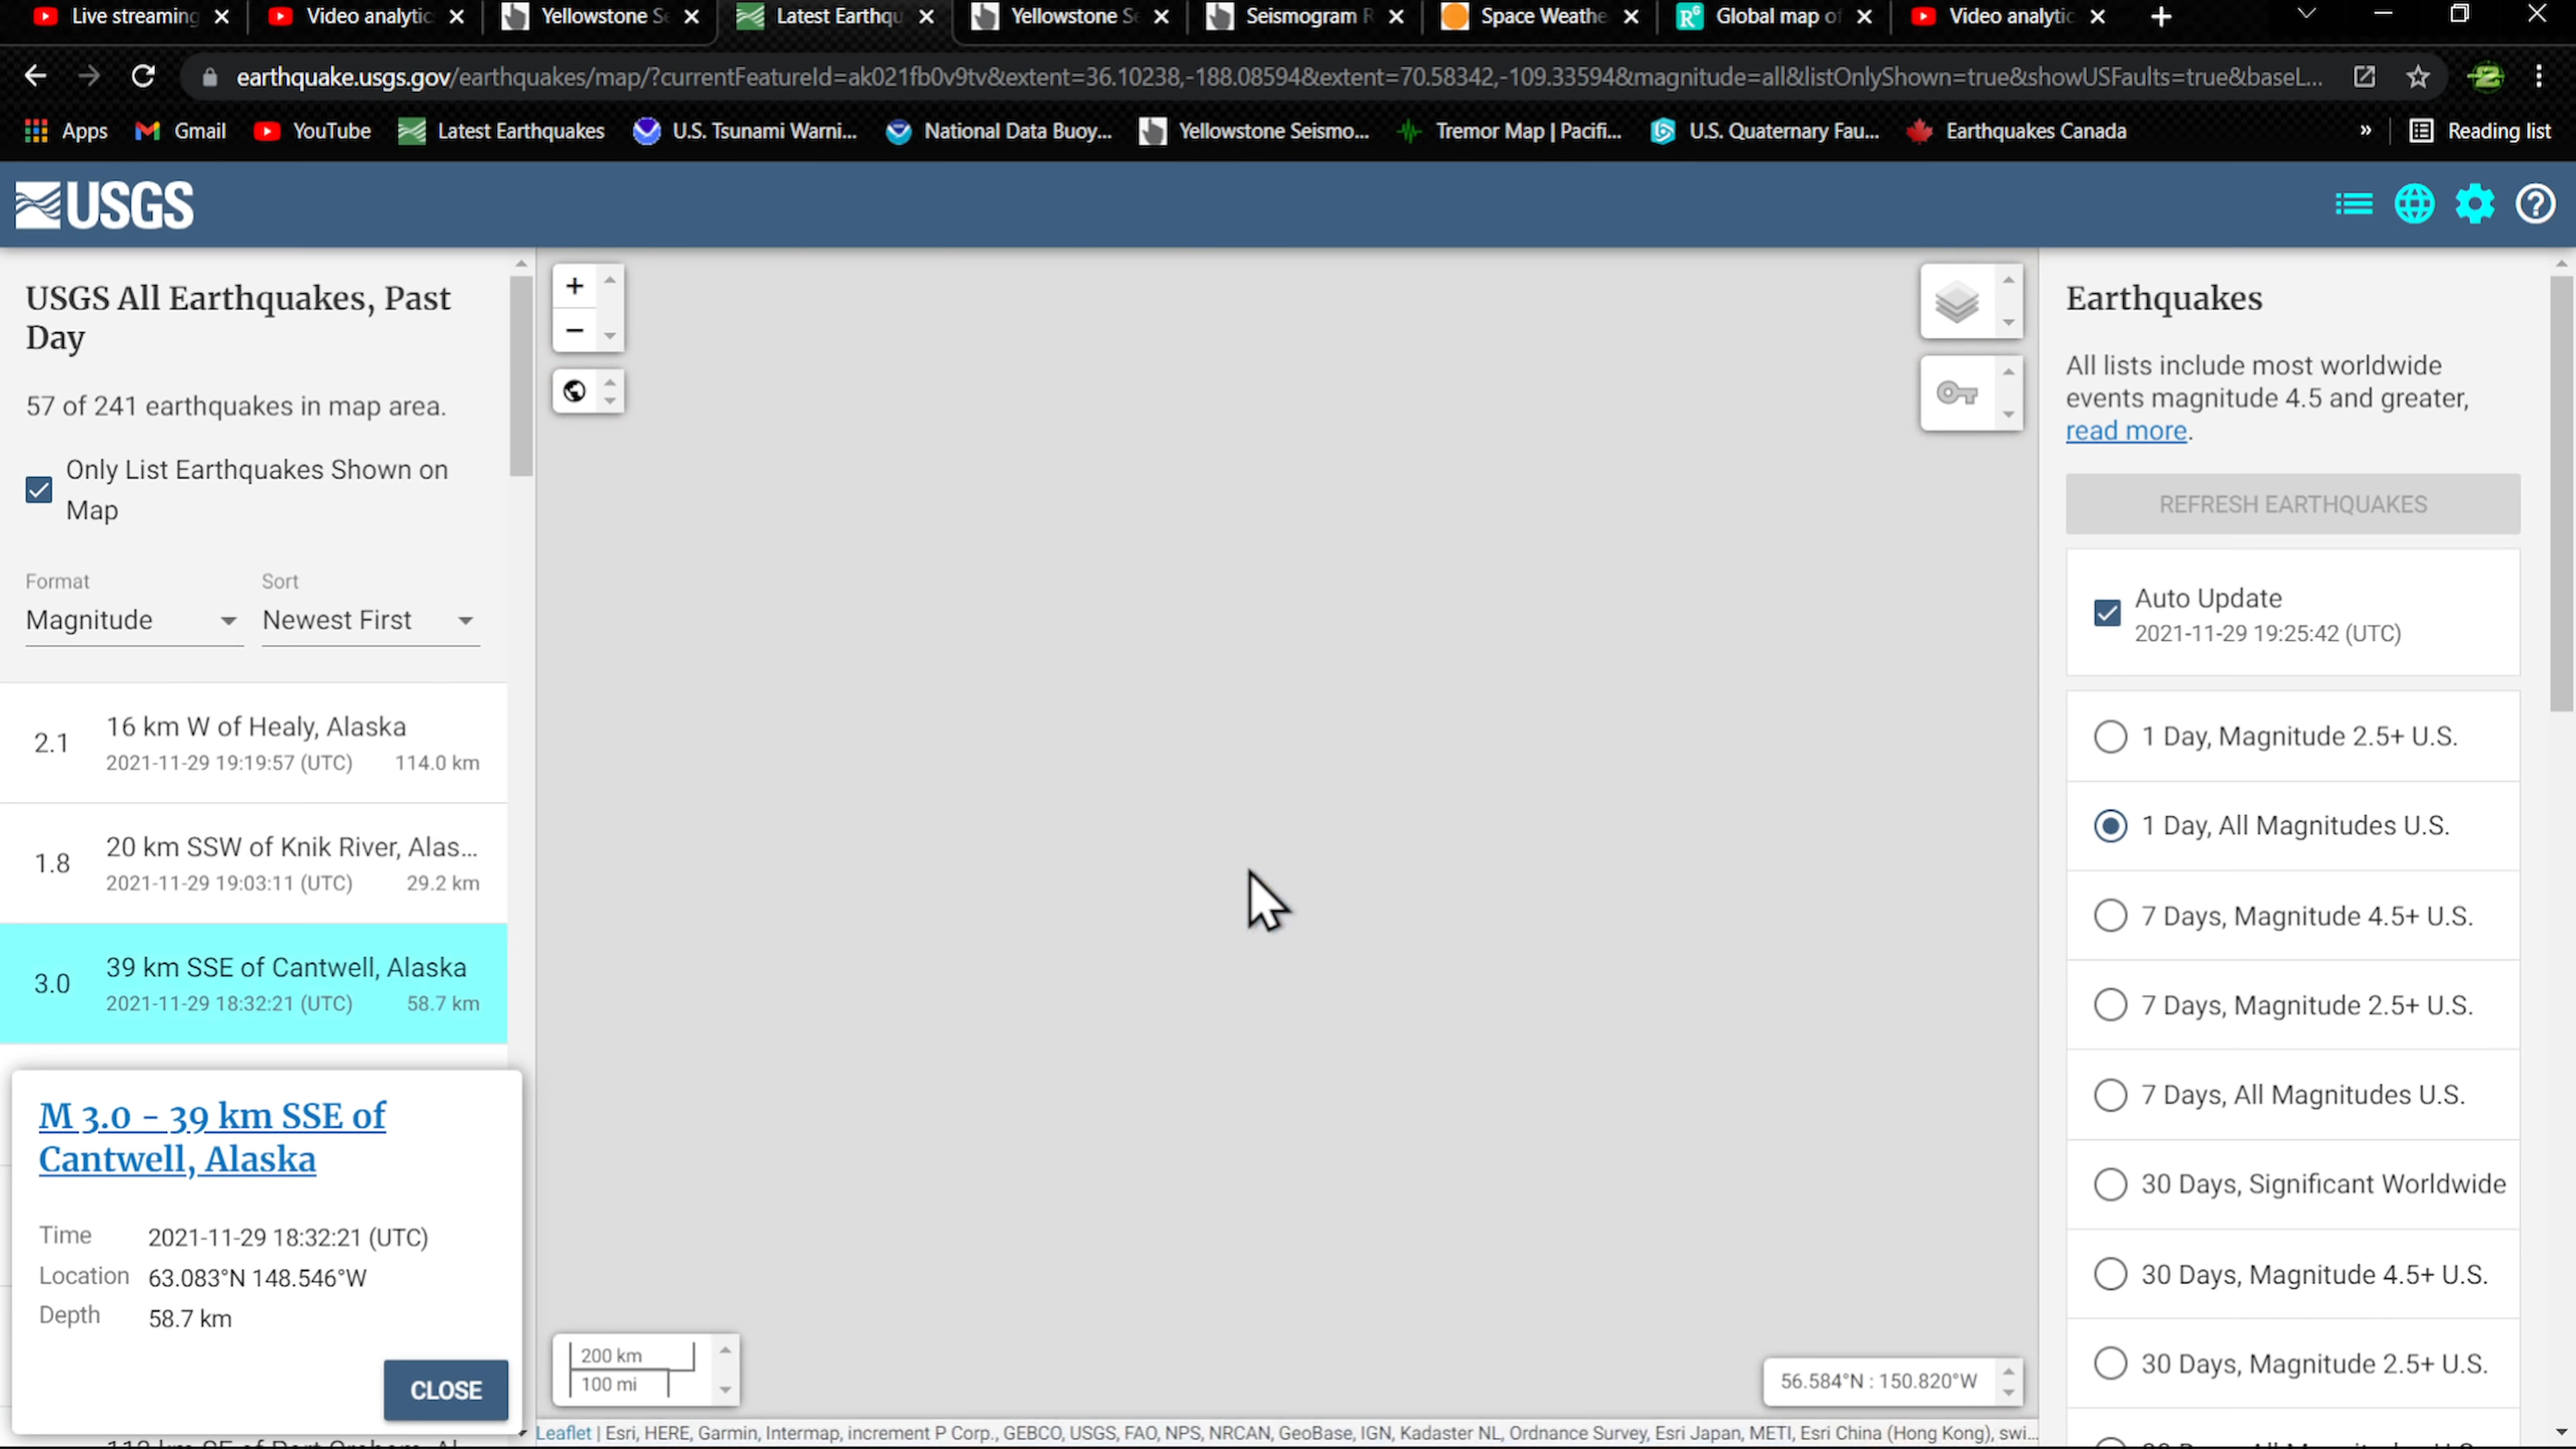 Live streaming
Video analytic
Yellowstone Se
Latest Earthqu
Yellowstone Se
Seismogram R
Space Weathe
Global map of
Video analytic
earthquake.usgs.gov/earthquakes/map/?currentFeatureId=ak021fb0v9tv&extent=36.10238,-188.08594&extent=70.58342,-109.33594&magnitude=all&listOnlyShown=true&showUSFaults=true&baseL...
Apps
Gmail
YouTube
Latest Earthquakes
U.S. Tsunami Warni...
National Data Buoy...
Yellowstone Seismo...
Tremor Map | Pacifi...
U.S. Quaternary Fau...
Earthquakes Canada
»
Reading list
USGS
USGS All Earthquakes, Past
Day
57 of 241 earthquakes in map area.
Only List Earthquakes Shown on
Map
Format
Sort
Magnitude
Newest First
2.1
16 km W of Healy, Alaska
2021-11-29 19:19:57 (UTC) 114.0 km
1.8
20 km SSW of Knik River, Alas...
2021-11-29 19:03:11 (UTC) 29.2 km
3.0
39 km SSE of Cantwell, Alaska
2021-11-29 18:32:21 (UTC) 58.7 km
M 3.0 - 39 km SSE of
Cantwell, Alaska
Time 2021-11-29 18:32:21 (UTC)
Location 63.083°N 148.546°W
Depth 58.7 km
CLOSE
+
−
200 km
100 mi
56.584°N : 150.820°W
Leaflet | Esri, HERE, Garmin, Intermap, increment P Corp., GEBCO, USGS, FAO, NPS, NRCAN, GeoBase, IGN, Kadaster NL, Ordnance Survey, Esri Japan, METI, Esri China (Hong Kong), swi...
Earthquakes
All lists include most worldwide
events magnitude 4.5 and greater,
read more.
REFRESH EARTHQUAKES
Auto Update
2021-11-29 19:25:42 (UTC)
1 Day, Magnitude 2.5+ U.S.
1 Day, All Magnitudes U.S.
7 Days, Magnitude 4.5+ U.S.
7 Days, Magnitude 2.5+ U.S.
7 Days, All Magnitudes U.S.
30 Days, Significant Worldwide
30 Days, Magnitude 4.5+ U.S.
30 Days, Magnitude 2.5+ U.S.